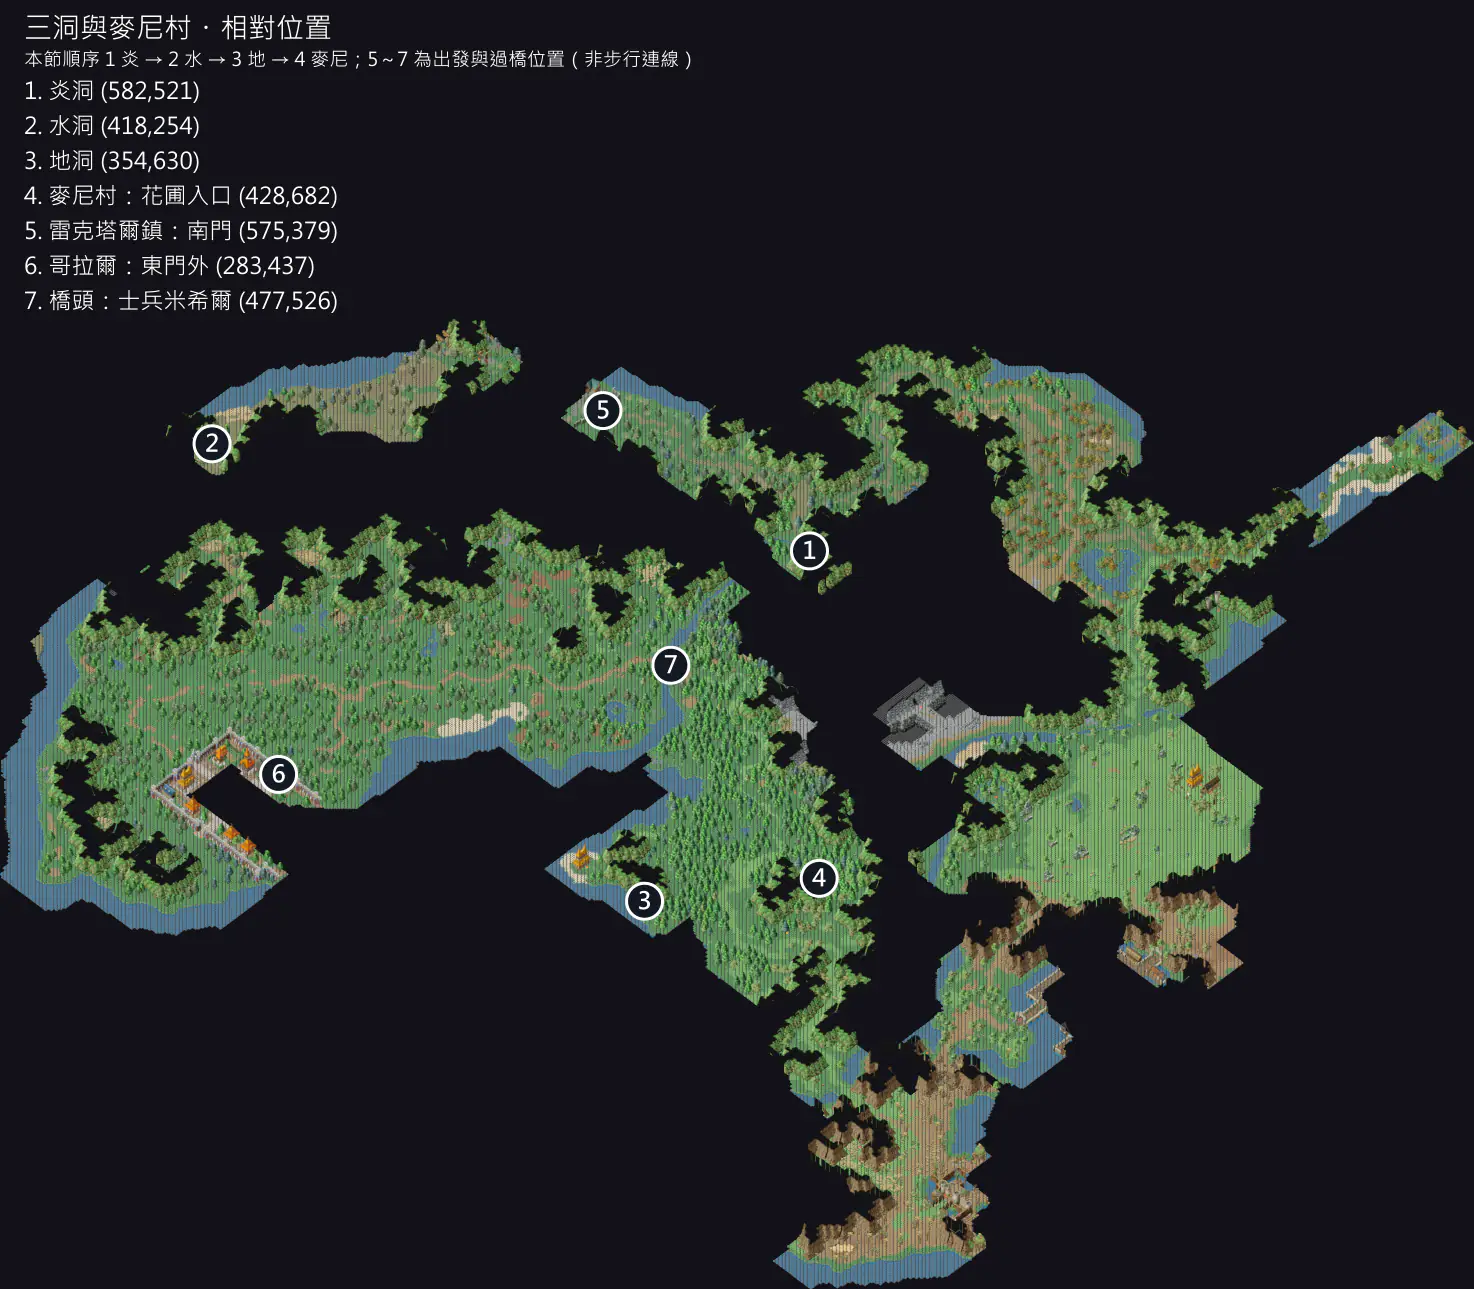 三洞與麥尼村．相對位置
本節順序 1 炎 → 2 水 → 3 地 → 4 麥尼；5～7 為出發與過橋位置（非步行連線）
1. 炎洞 (582,521)
2. 水洞 (418,254)
3. 地洞 (354,630)
4. 麥尼村：花圃入口 (428,682)
5. 雷克塔爾鎮：南門 (575,379)
6. 哥拉爾：東門外 (283,437)
7. 橋頭：士兵米希爾 (477,526)
5
2
1
7
6
4
3